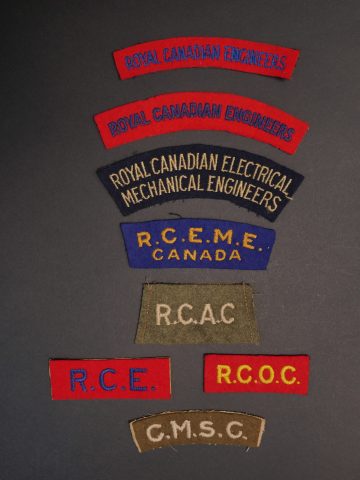 ROYAL CANADIAN ENGINEERS
ROYAL CANADIAN ENGINEERS
ROYAL CANADIAN ELECTRICAL
MECHANICAL ENGINEERS
R.C.E.M.E.
CANADA
R.C.A.C
R.C.E.
R.C.O.C.
C.M.S.C.